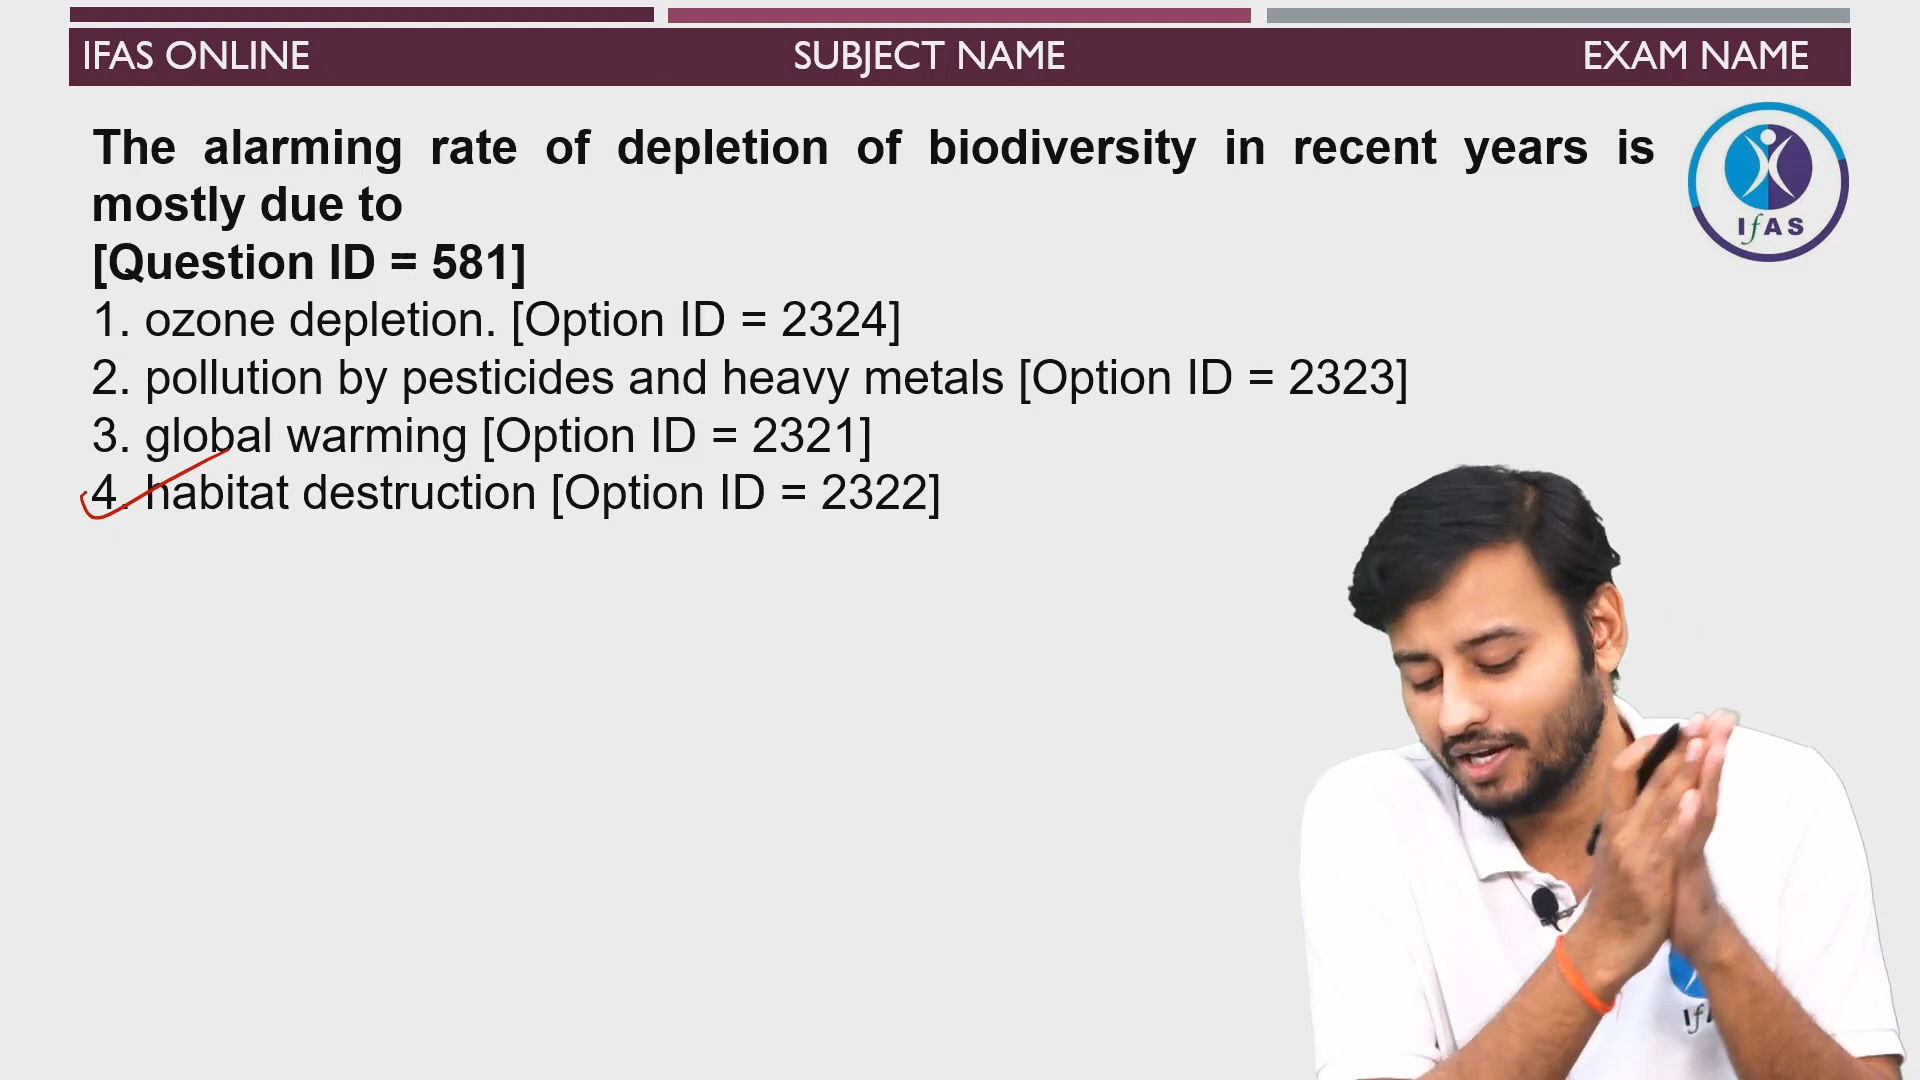 IFAS ONLINE SUBJECT NAME EXAM NAME
The alarming rate of depletion of biodiversity in recent years is
mostly due to
[Question ID = 581]
1. ozone depletion. [Option ID = 2324]
2. pollution by pesticides and heavy metals [Option ID = 2323]
3. global warming [Option ID = 2321]
4. habitat destruction [Option ID = 2322]
IfAS